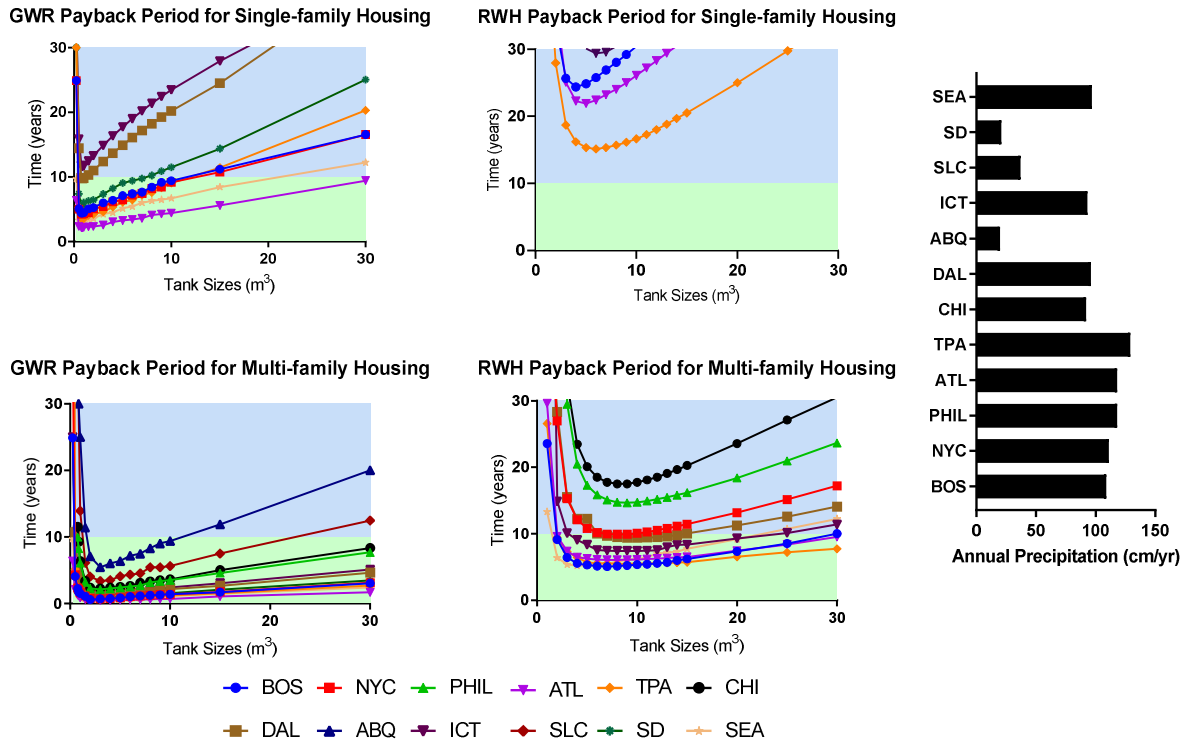 GWR Payback Period for Single-family Housing
Time (years)
30
20
10
0
0 10 20 30
Tank Sizes (m³)
RWH Payback Period for Single-family Housing
Time (years)
30
20
10
0
0 10 20 30
Tank Sizes (m³)
SEA
SD
SLC
ICT
ABQ
DAL
CHI
TPA
ATL
PHIL
NYC
BOS
0 50 100 150
Annual Precipitation (cm/yr)
GWR Payback Period for Multi-family Housing
Time (years)
30
20
10
0
0 10 20 30
Tank Sizes (m³)
RWH Payback Period for Multi-family Housing
Time (years)
30
20
10
0
0 10 20 30
Tank Sizes (m³)
BOS NYC PHIL ATL TPA CHI
DAL ABQ ICT SLC SD SEA